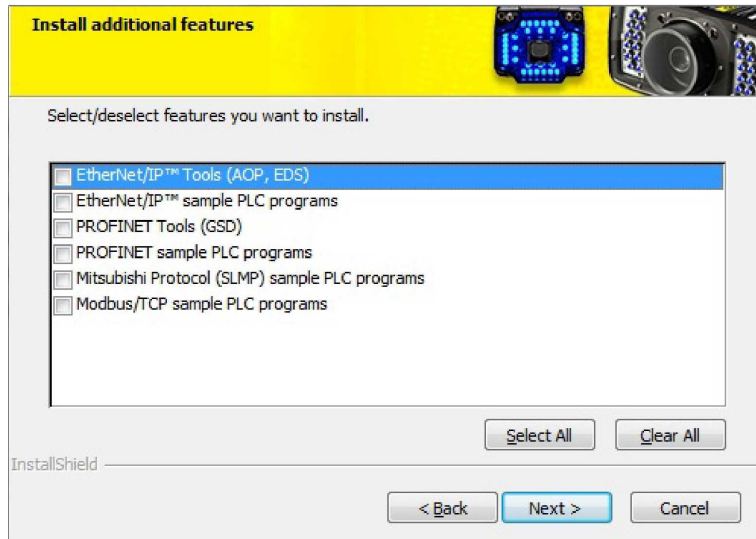 Install additional features
Select/deselect features you want to install.
EtherNet/IP™ Tools (AOP, EDS)
EtherNet/IP™ sample PLC programs
PROFINET Tools (GSD)
PROFINET sample PLC programs
Mitsubishi Protocol (SLMP) sample PLC programs
Modbus/TCP sample PLC programs
Select All Clear All
InstallShield
< Back Next > Cancel